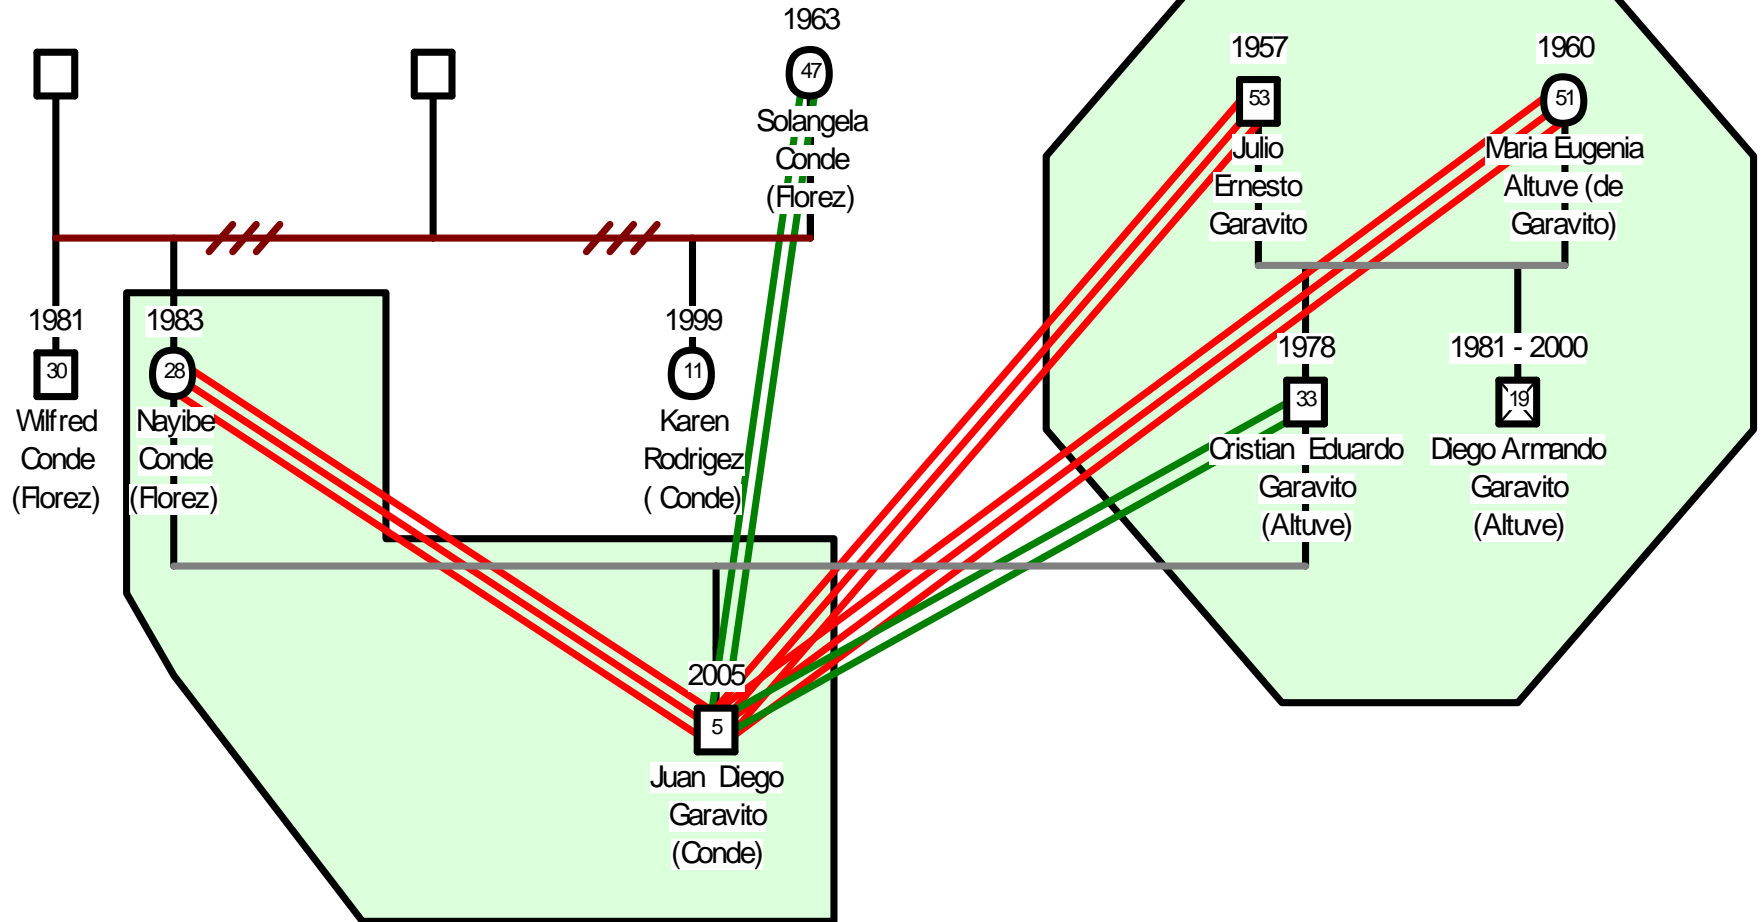 1963
47
Solangela
Conde
(Florez)
1957
53
Julio
Ernesto
Garavito
1960
51
Maria Eugenia
Altuve (de
Garavito)
1981
30
Wilfred
Conde
(Florez)
1983
28
Nayibe
Conde
(Florez)
1999
11
Karen
Rodrigez
( Conde)
1978
33
Cristian Eduardo
Garavito
(Altuve)
1981 - 2000
19
Diego Armando
Garavito
(Altuve)
2005
5
Juan Diego
Garavito
(Conde)